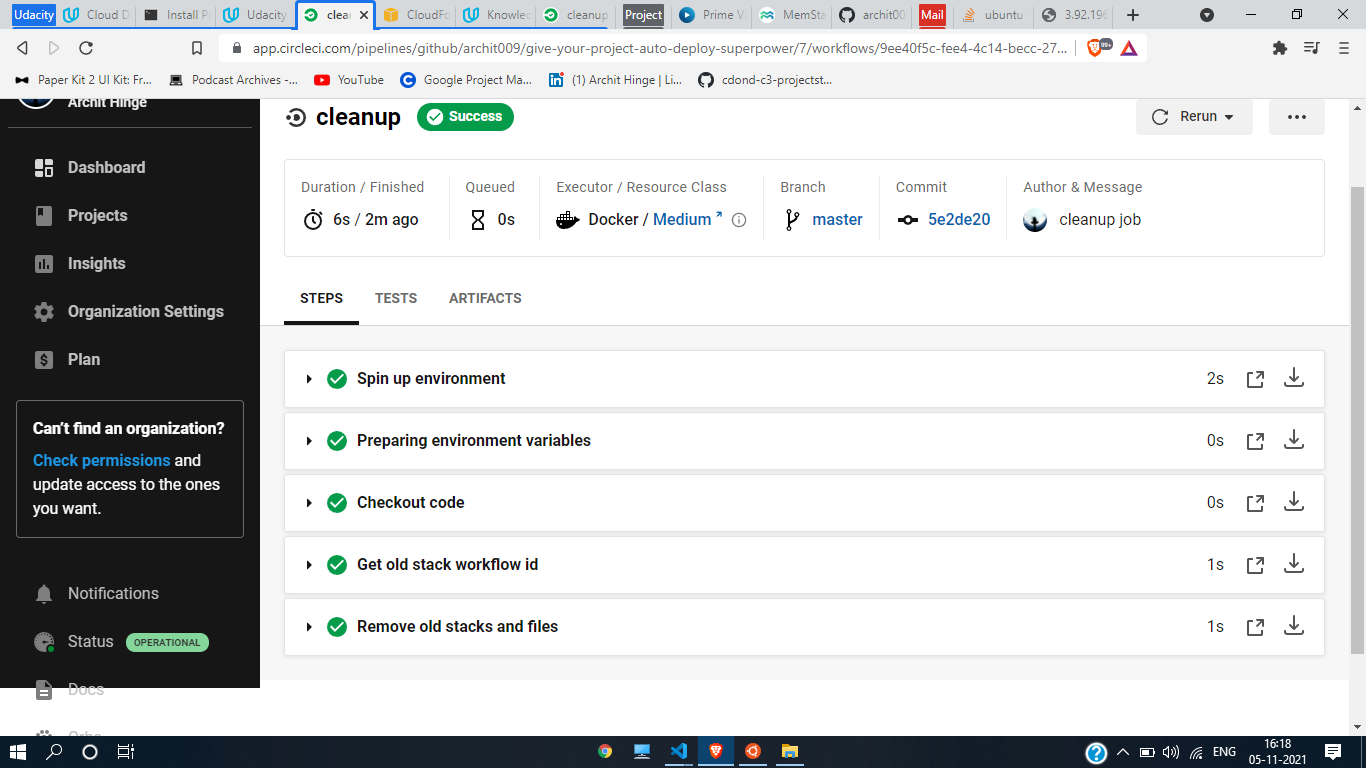 Udacity
Cloud D
Install P
Udacity
clean
CloudFo
Knowled
cleanup
Project
Prime V
MemSta
archit00
Mail
ubuntu
3.92.196
app.circleci.com/pipelines/github/archit009/give-your-project-auto-deploy-superpower/7/workflows/9ee40f5c-fee4-4c14-becc-27...
99+
Paper Kit 2 UI Kit: Fr...
Podcast Archives -...
YouTube
Google Project Ma...
(1) Archit Hinge | Li...
cdond-c3-projectst...
Archit Hinge
Dashboard
Projects
Insights
Organization Settings
Plan
Can't find an organization?
Check permissions and
update access to the ones
you want.
Notifications
Status OPERATIONAL
Docs
Orbs
cleanup
Success
Rerun
Duration / Finished
6s / 2m ago
Queued
0s
Executor / Resource Class
Docker / Medium
Branch
master
Commit
5e2de20
Author & Message
cleanup job
STEPS
TESTS
ARTIFACTS
Spin up environment 2s
Preparing environment variables 0s
Checkout code 0s
Get old stack workflow id 1s
Remove old stacks and files 1s
ENG
16:18
05-11-2021